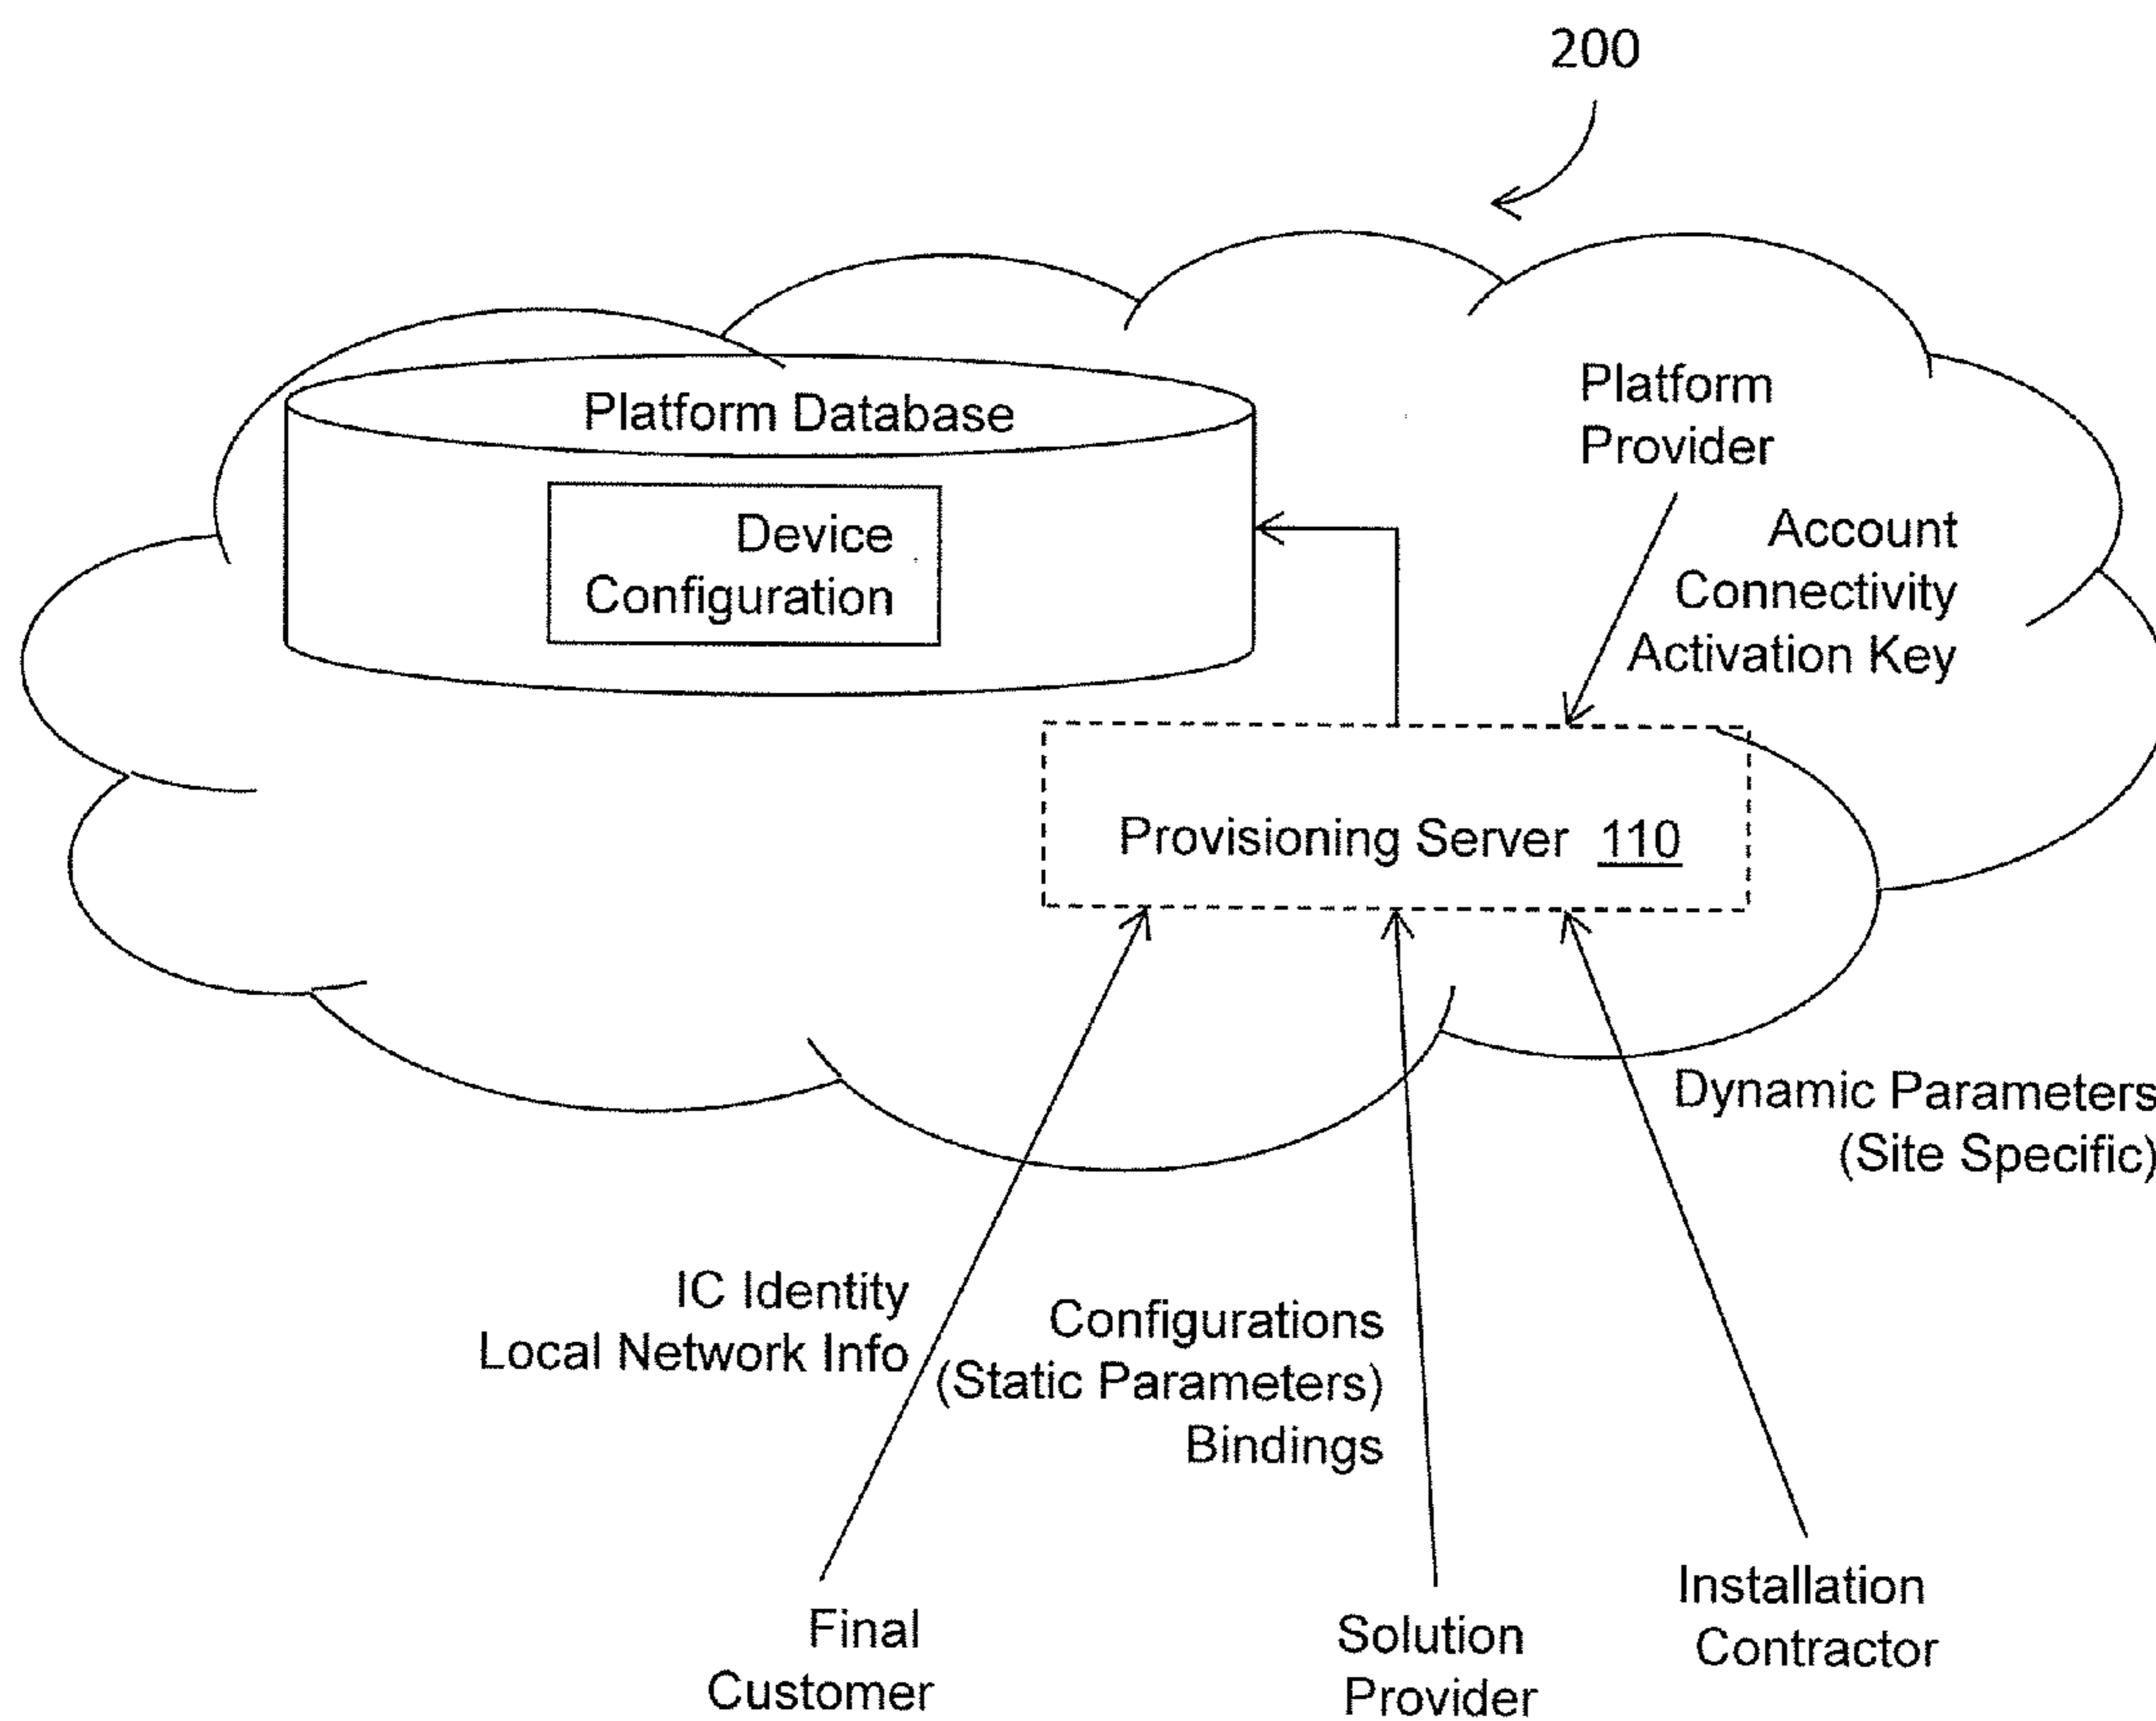 200
Platform Database
Device
Configuration
Platform
Provider
Account
Connectivity
Activation Key
Provisioning Server 110
Dynamic Parameters
(Site Specific)
IC Identity
Local Network Info
Configurations
(Static Parameters)
Bindings
Final
Customer
Solution
Provider
Installation
Contractor